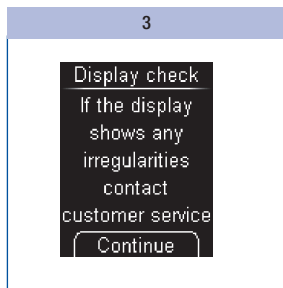 3
Display check
If the display
shows any
irregularities
contact
customer service
Continue